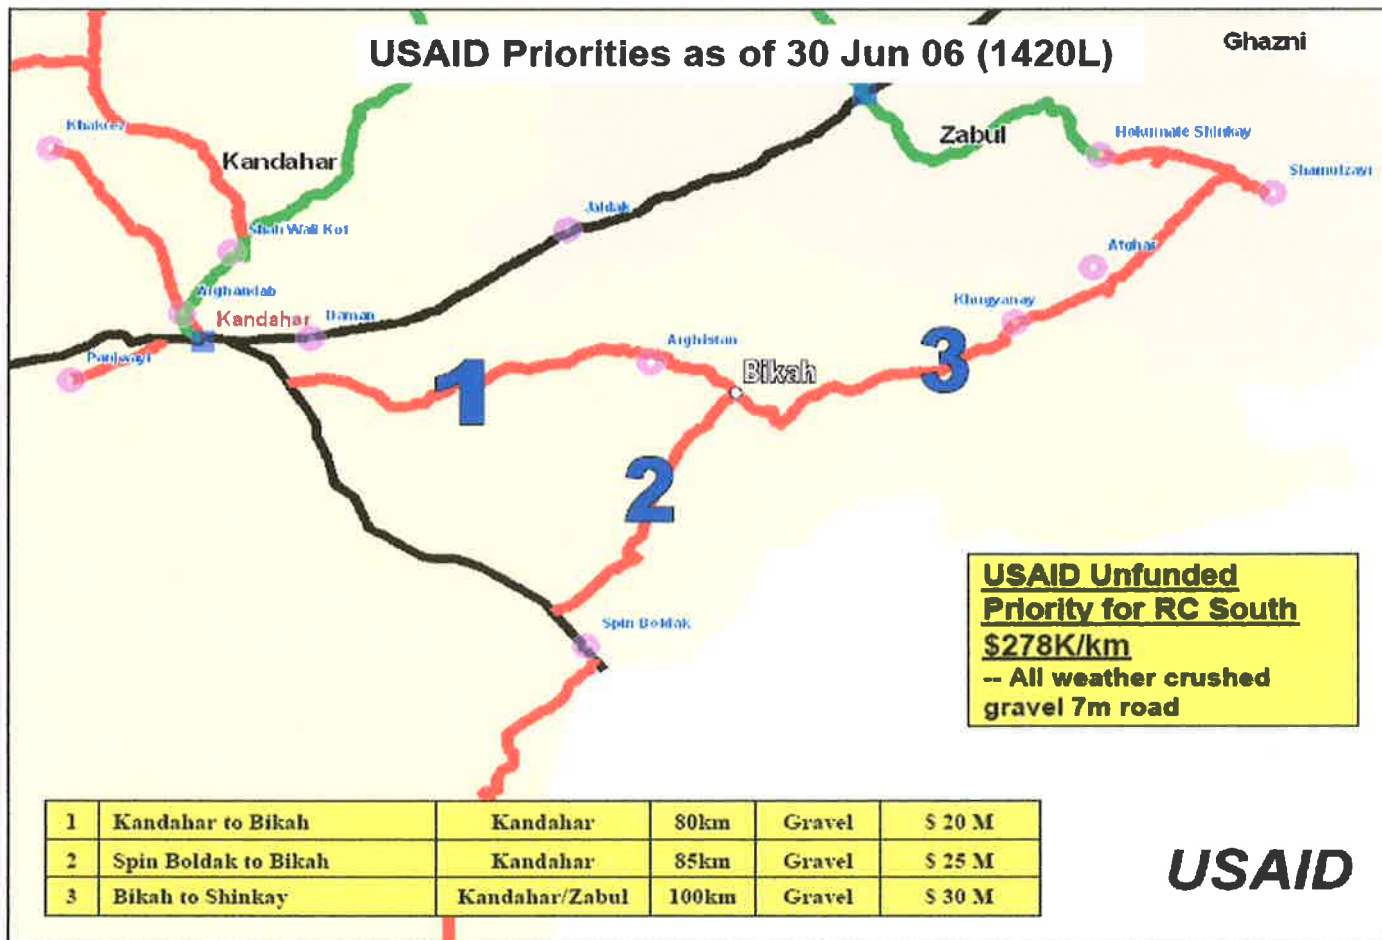 USAID Priorities as of 30 Jun 06 (1420L)
Ghazni
Khakrez
Kandahar
Zabul
Hokumate Shinkay
Shamulzayi
Shah Wali Kot
Jaldak
Atghar
Arghandab
Kandahar
Daman
Khugyanay
Panjwayi
Arghistan
1
Bikah
3
2
Spin Boldak
USAID Unfunded
Priority for RC South
$278K/km
-- All weather crushed
gravel 7m road
1 Kandahar to Bikah Kandahar 80km Gravel $ 20 M
2 Spin Boldak to Bikah Kandahar 85km Gravel $ 25 M
3 Bikah to Shinkay Kandahar/Zabul 100km Gravel $ 30 M
USAID